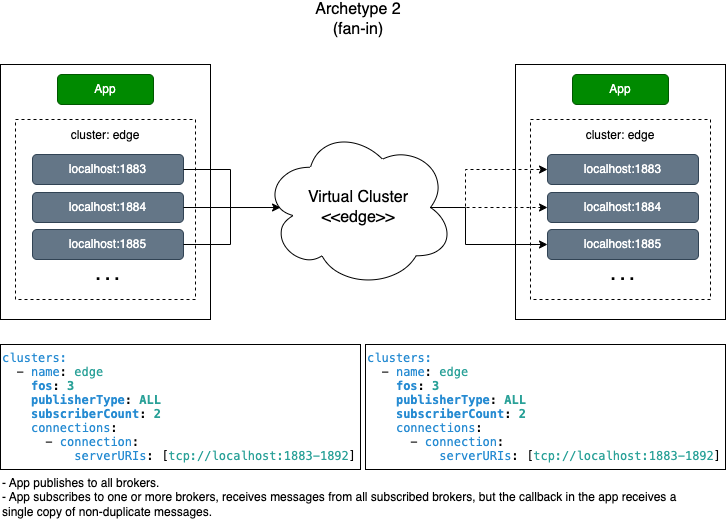 Archetype 2
(fan-in)
App
cluster: edge
localhost:1883
localhost:1884
localhost:1885
...
Virtual Cluster
<<edge>>
App
cluster: edge
localhost:1883
localhost:1884
localhost:1885
...
clusters:
  - name: edge
    fos: 3
    publisherType: ALL
    subscriberCount: 2
    connections:
      - connection:
          serverURIs: [tcp://localhost:1883-1892]
clusters:
  - name: edge
    fos: 3
    publisherType: ALL
    subscriberCount: 2
    connections:
      - connection:
          serverURIs: [tcp://localhost:1883-1892]
- App publishes to all brokers.
- App subscribes to one or more brokers, receives messages from all subscribed brokers, but the callback in the app receives a
single copy of non-duplicate messages.